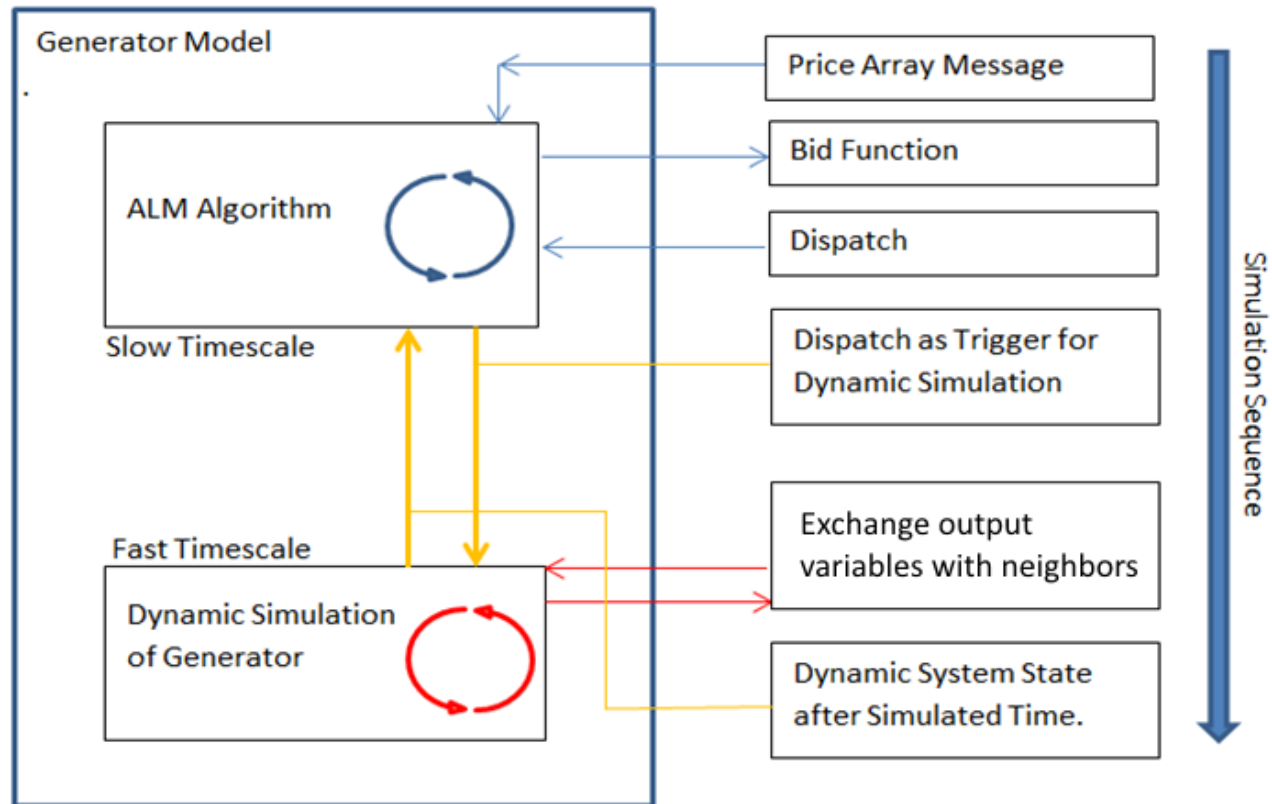 Generator Model
.
Price Array Message
Bid Function
ALM Algorithm
Dispatch
Slow Timescale
Dispatch as Trigger for
Dynamic Simulation
Simulation Sequence
Fast Timescale
Exchange output
variables with neighbors
Dynamic Simulation
of Generator
Dynamic System State
after Simulated Time.